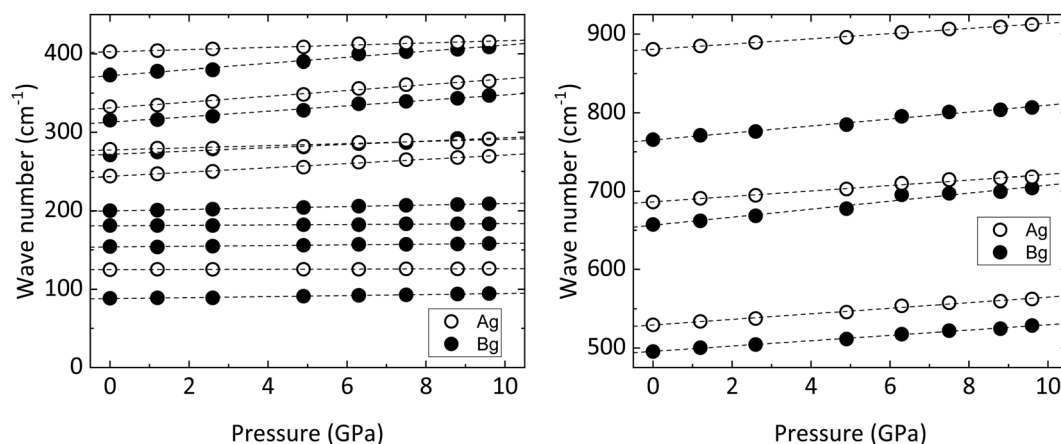 Wave number (cm-1)
400
300
200
100
0
Ag
Bg
0 2 4 6 8 10
Pressure (GPa)
Wave number (cm-1)
900
800
700
600
500
Ag
Bg
0 2 4 6 8 10
Pressure (GPa)